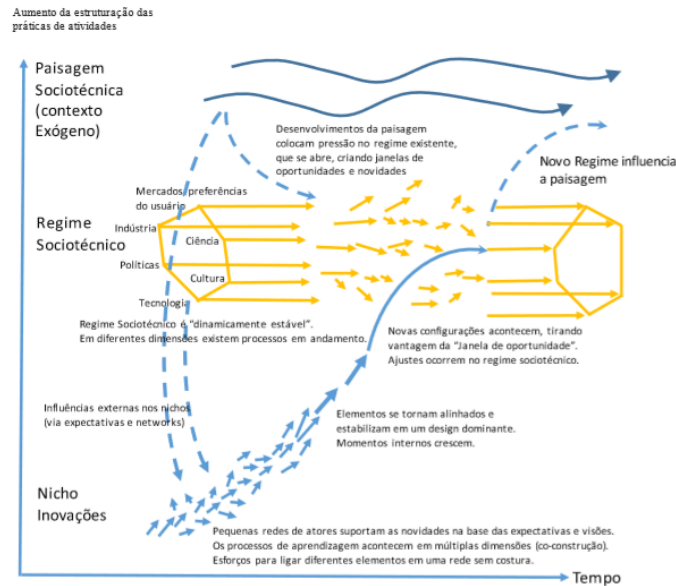 Aumento da estruturação das
práticas de atividades
Paisagem
Sociotécnica
(contexto
Exógeno)
Desenvolvimentos da paisagem
colocam pressão no regime existente,
que se abre, criando janelas de
oportunidades e novidades
Novo Regime influencia
a paisagem
Mercados, preferências
do usuário
Regime
Sociotécnico
Indústria
Ciência
Políticas
Cultura
Tecnologia
Regime Sociotécnico é “dinamicamente estável”.
Em diferentes dimensões existem processos em andamento.
Novas configurações acontecem, tirando
vantagem da “Janela de oportunidade”.
Ajustes ocorrem no regime sociotécnico.
Influências externas nos nichos
(via expectativas e networks)
Elementos se tornam alinhados e
estabilizam em um design dominante.
Momentos internos crescem.
Nicho
Inovações
Pequenas redes de atores suportam as novidades na base das expectativas e visões.
Os processos de aprendizagem acontecem em múltiplas dimensões (co-construção).
Esforços para ligar diferentes elementos em uma rede sem costura.
Tempo